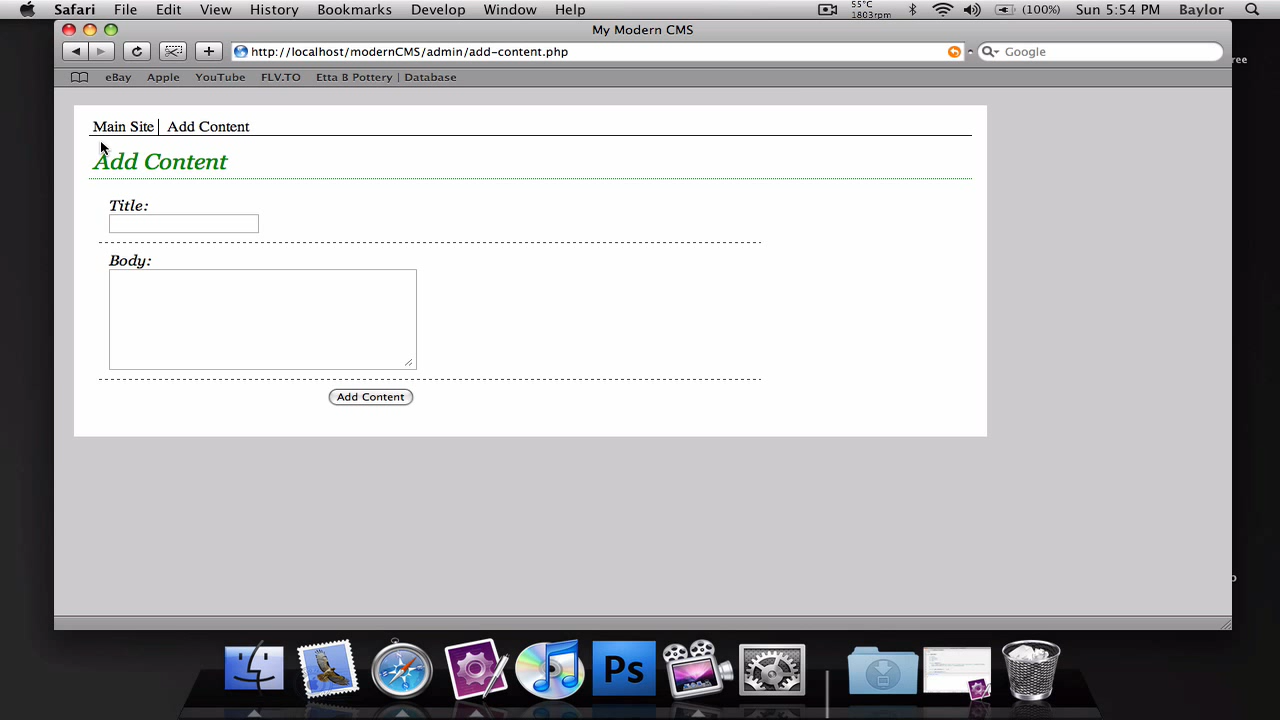 Safari File Edit View History Bookmarks Develop Window Help 55°C 1803rpm (100%) Sun 5:54 PM Baylor
My Modern CMS
http://localhost/modernCMS/admin/add-content.php Google
eBay Apple YouTube FLV.TO Etta B Pottery | Database
Main Site Add Content
Add Content
Title:
Body:
Add Content
Ps